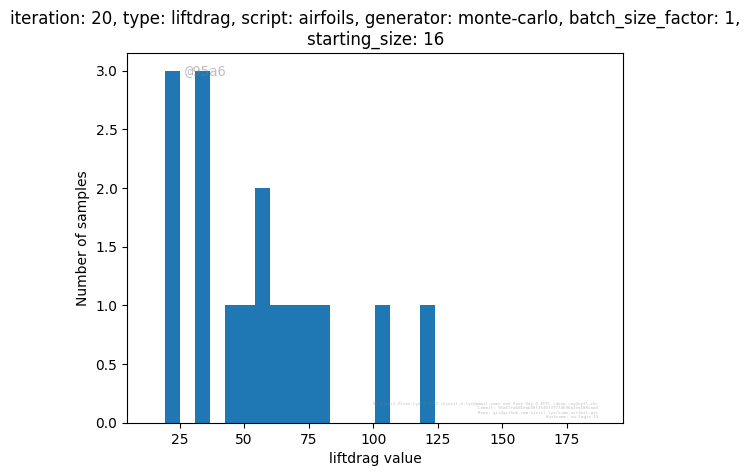 iteration: 20, type: liftdrag, script: airfoils, generator: monte-carlo, batch_size_factor: 1,
starting_size: 16
@95a6
3.0
2.5
2.0
1.5
1.0
0.5
0.0
Number of samples
25 50 75 100 125 150 175
liftdrag value